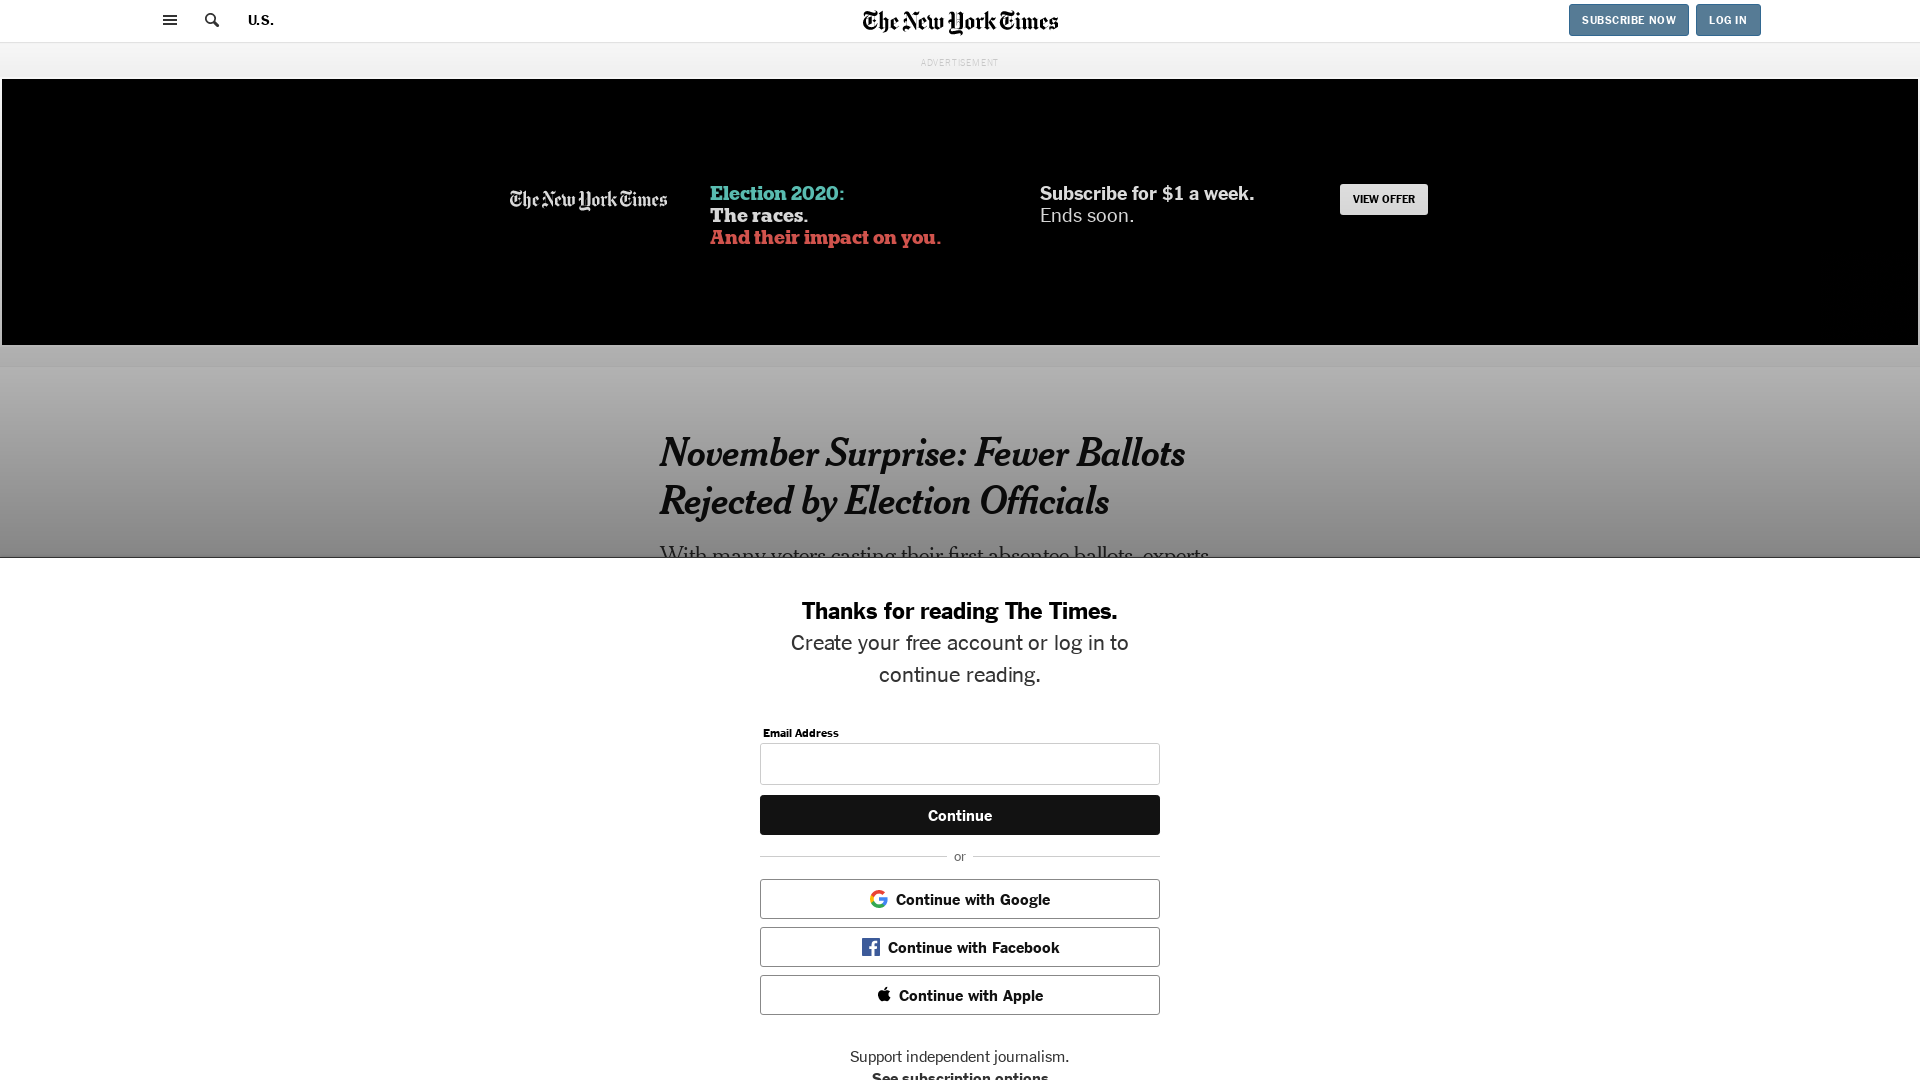 U.S.
The New York Times
SUBSCRIBE NOW
LOG IN
ADVERTISEMENT
The New York Times
Election 2020:
The races.
And their impact on you.
Subscribe for $1 a week.
Ends soon.
VIEW OFFER
November Surprise: Fewer Ballots
Rejected by Election Officials
With many voters casting their first absentee ballots, experts
Thanks for reading The Times.
Create your free account or log in to
continue reading.
Email Address
Continue
or
Continue with Google
Continue with Facebook
Continue with Apple
Support independent journalism.
See subscription options